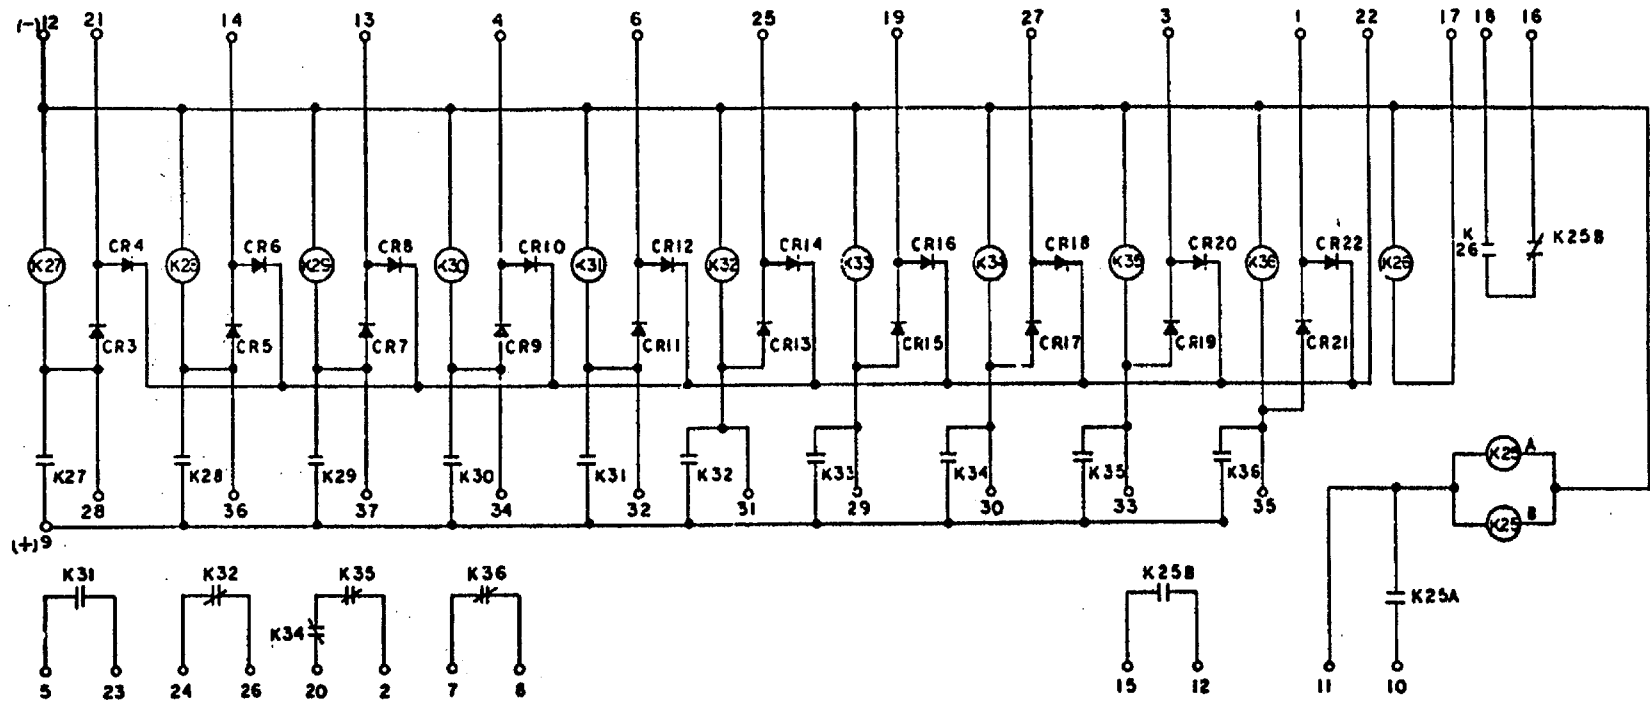 (-)12 21 14 13 4 6 25 19 27 3 1 22 17 18 16
K 26 K25B
CR4 CR6 CR8 CR10 CR12 CR14 CR16 CR18 CR20 CR22
K27 K28 K29 K30 K31 K32 K33 K34 K35 K36 K26
CR3 CR5 CR7 CR9 CR11 CR13 CR15 CR17 CR19 CR21
K25 A
K27 K28 K29 K30 K31 K32 K33 K34 K35 K36
28 36 37 34 32 31 29 30 33 35
K25 B
(+)9
K31 K32 K35 K36 K25B
K25A
K34
5 23 24 26 20 2 7 8 15 12 11 10